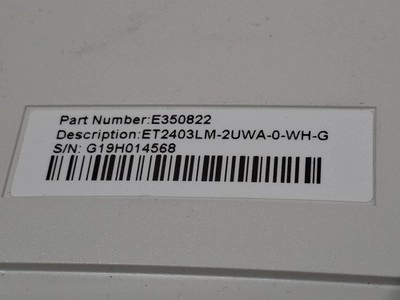 Part Number:E350822
Description:ET2403LM-2UWA-0-WH-G
S/N: G19H014568